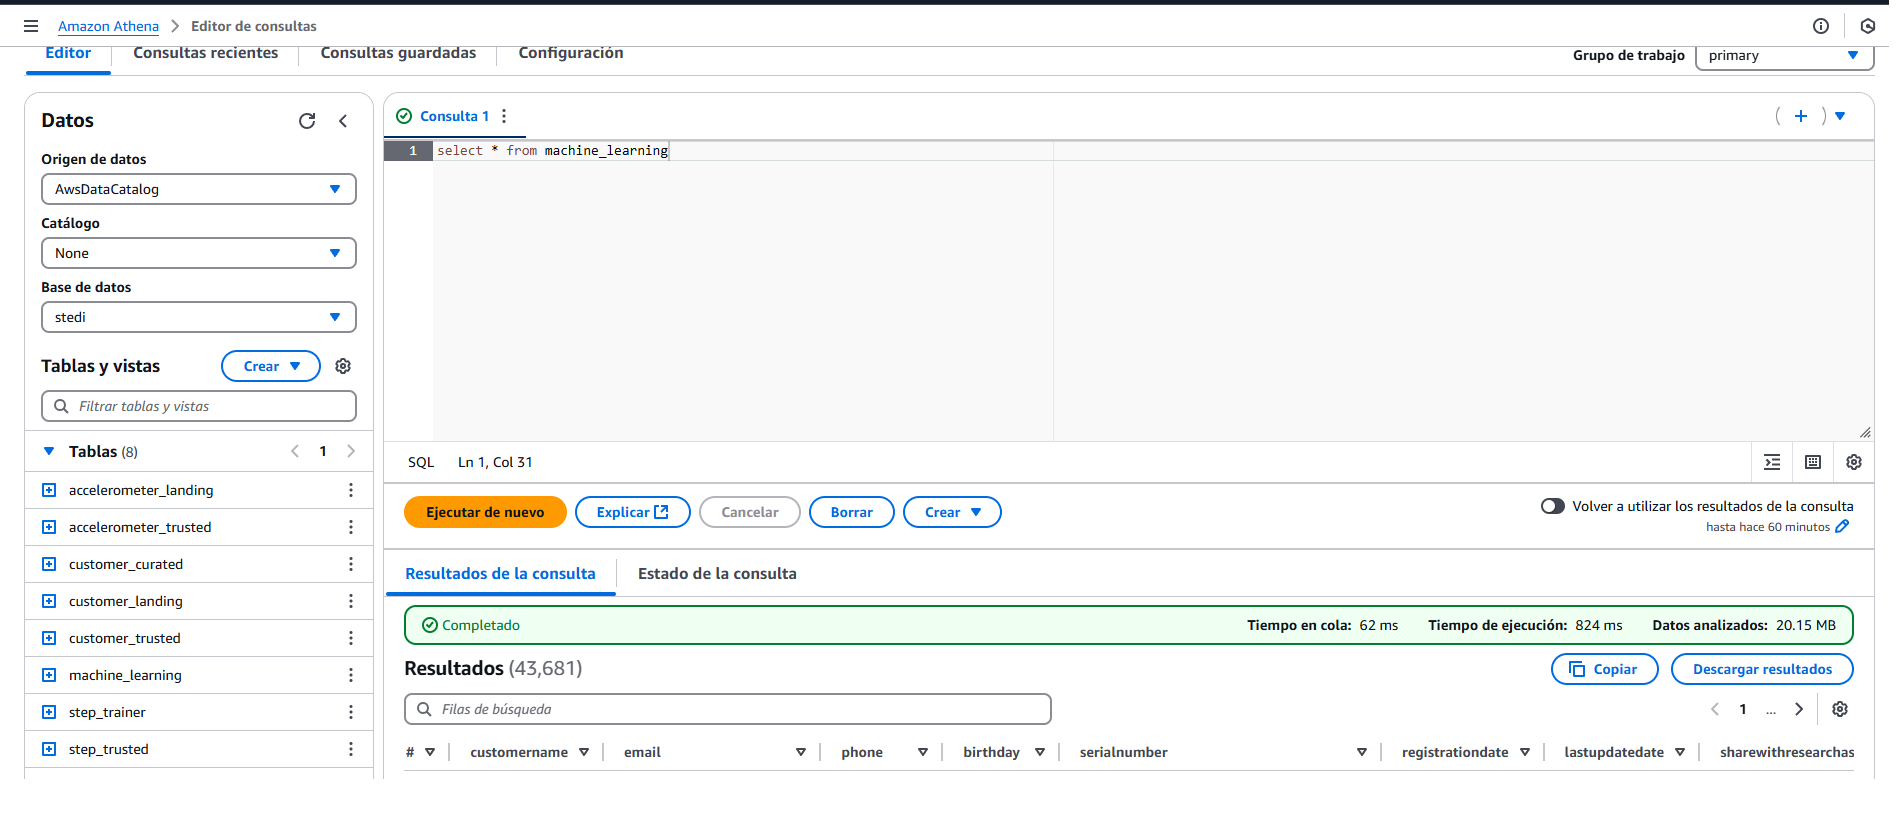 Amazon Athena > Editor de consultas
Editor Consultas recientes Consultas guardadas Configuración Grupo de trabajo primary
Datos
Origen de datos
AwsDataCatalog
Catálogo
None
Base de datos
stedi
Tablas y vistas Crear
Filtrar tablas y vistas
Tablas (8) 1
accelerometer_landing
accelerometer_trusted
customer_curated
customer_landing
customer_trusted
machine_learning
step_trainer
step_trusted
Consulta 1
1 select * from machine_learning
SQL Ln 1, Col 31
Ejecutar de nuevo Explicar Cancelar Borrar Crear
Volver a utilizar los resultados de la consulta
hasta hace 60 minutos
Resultados de la consulta Estado de la consulta
Completado Tiempo en cola: 62 ms Tiempo de ejecución: 824 ms Datos analizados: 20.15 MB
Resultados (43,681) Copiar Descargar resultados
Filas de búsqueda 1 ...
# customername email phone birthday serialnumber registrationdate lastupdatedate sharewithresearchas